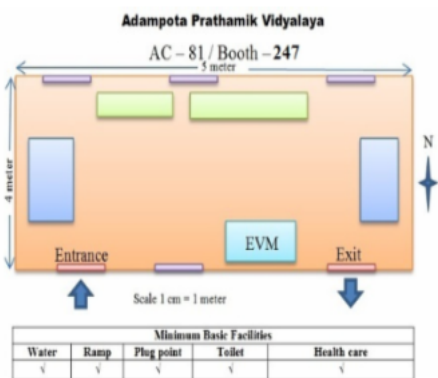 Adampota Prathamik Vidyalaya
AC – 81 / Booth – 247
5 meter
4 meter
N
EVM
Entrance
Exit
Scale 1 cm = 1 meter
Minimum Basic Facilities
Water Ramp Plug point Toilet Health care
√ √ √ √ √